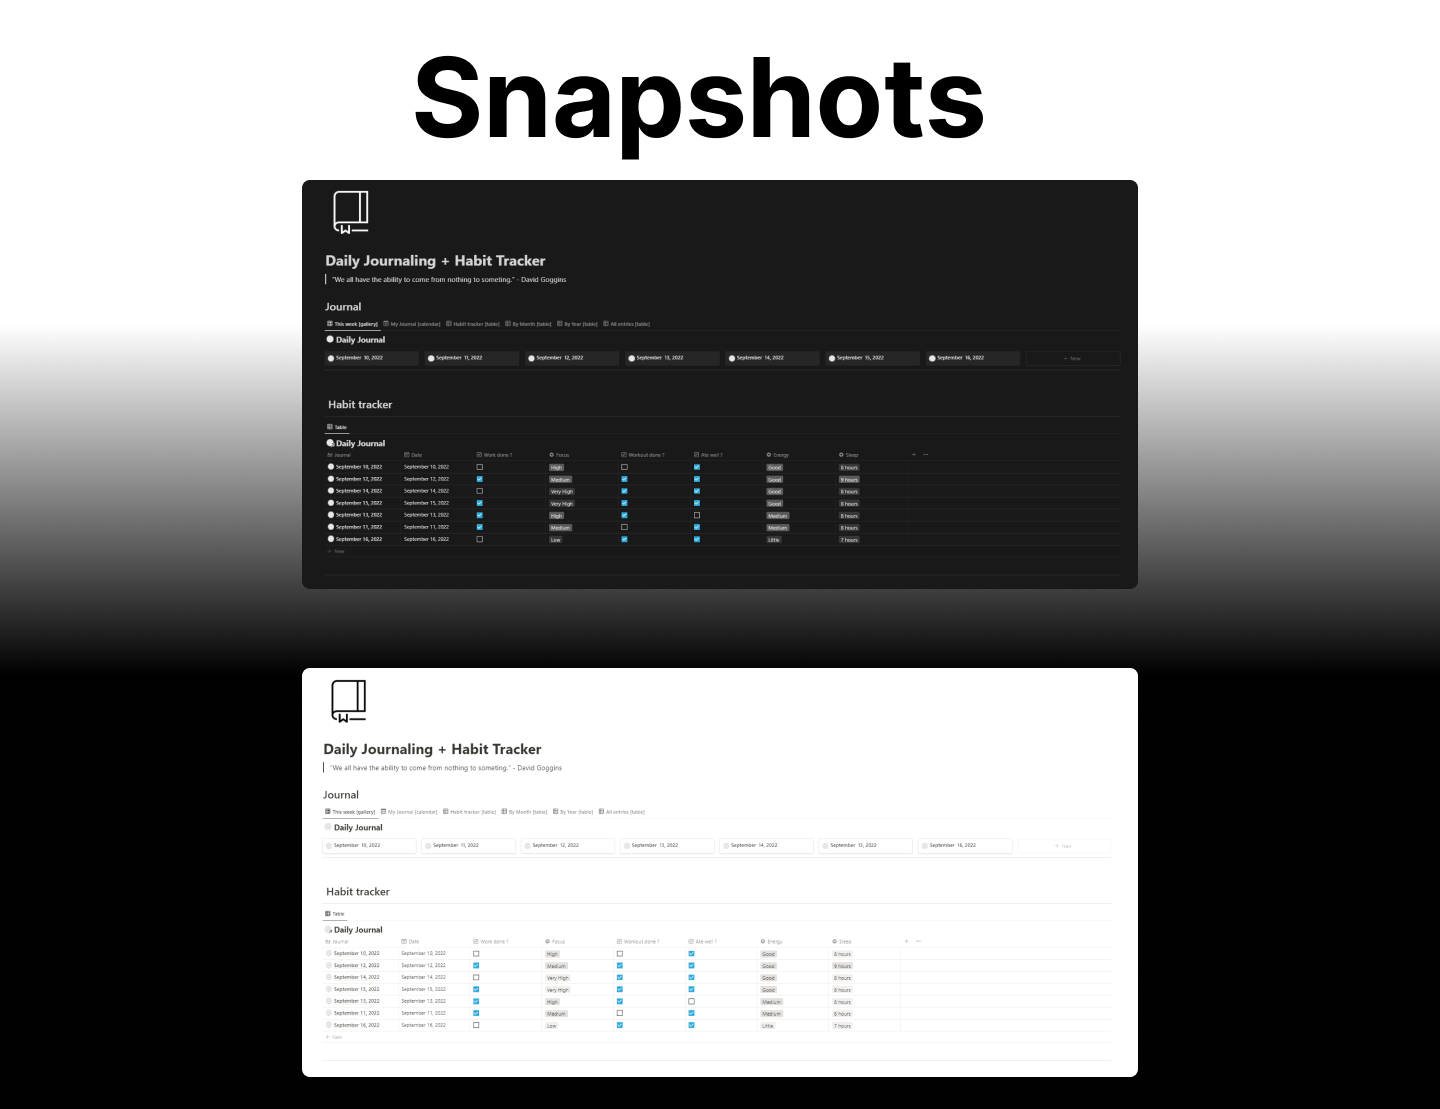 Snapshots
Daily Journaling + Habit Tracker
"We all have the ability to come from nothing to someting." - David Goggins
Journal
This week [gallery] My Journal [calendar] Habit tracker [table] By Month [table] By Year [table] All entries [table]
Daily Journal
September 10, 2022 September 11, 2022 September 12, 2022 September 13, 2022 September 14, 2022 September 15, 2022 September 16, 2022 + New
Habit tracker
Table
Daily Journal
Journal Date Work done ? Focus Workout done ? Ate well ? Energy Sleep + ...
September 10, 2022 September 10, 2022 High Good 8 hours
September 12, 2022 September 12, 2022 Medium Good 9 hours
September 14, 2022 September 14, 2022 Very High Good 8 hours
September 15, 2022 September 15, 2022 Very High Good 8 hours
September 13, 2022 September 13, 2022 High Medium 8 hours
September 11, 2022 September 11, 2022 Medium Medium 8 hours
September 16, 2022 September 16, 2022 Low Little 7 hours
+ New
Daily Journaling + Habit Tracker
"We all have the ability to come from nothing to someting." - David Goggins
Journal
This week [gallery] My Journal [calendar] Habit tracker [table] By Month [table] By Year [table] All entries [table]
Daily Journal
September 10, 2022 September 11, 2022 September 12, 2022 September 13, 2022 September 14, 2022 September 15, 2022 September 16, 2022 + New
Habit tracker
Table
Daily Journal
Journal Date Work done ? Focus Workout done ? Ate well ? Energy Sleep + ...
September 10, 2022 September 10, 2022 High Good 8 hours
September 12, 2022 September 12, 2022 Medium Good 9 hours
September 14, 2022 September 14, 2022 Very High Good 8 hours
September 15, 2022 September 15, 2022 Very High Good 8 hours
September 13, 2022 September 13, 2022 High Medium 8 hours
September 11, 2022 September 11, 2022 Medium Medium 8 hours
September 16, 2022 September 16, 2022 Low Little 7 hours
+ New